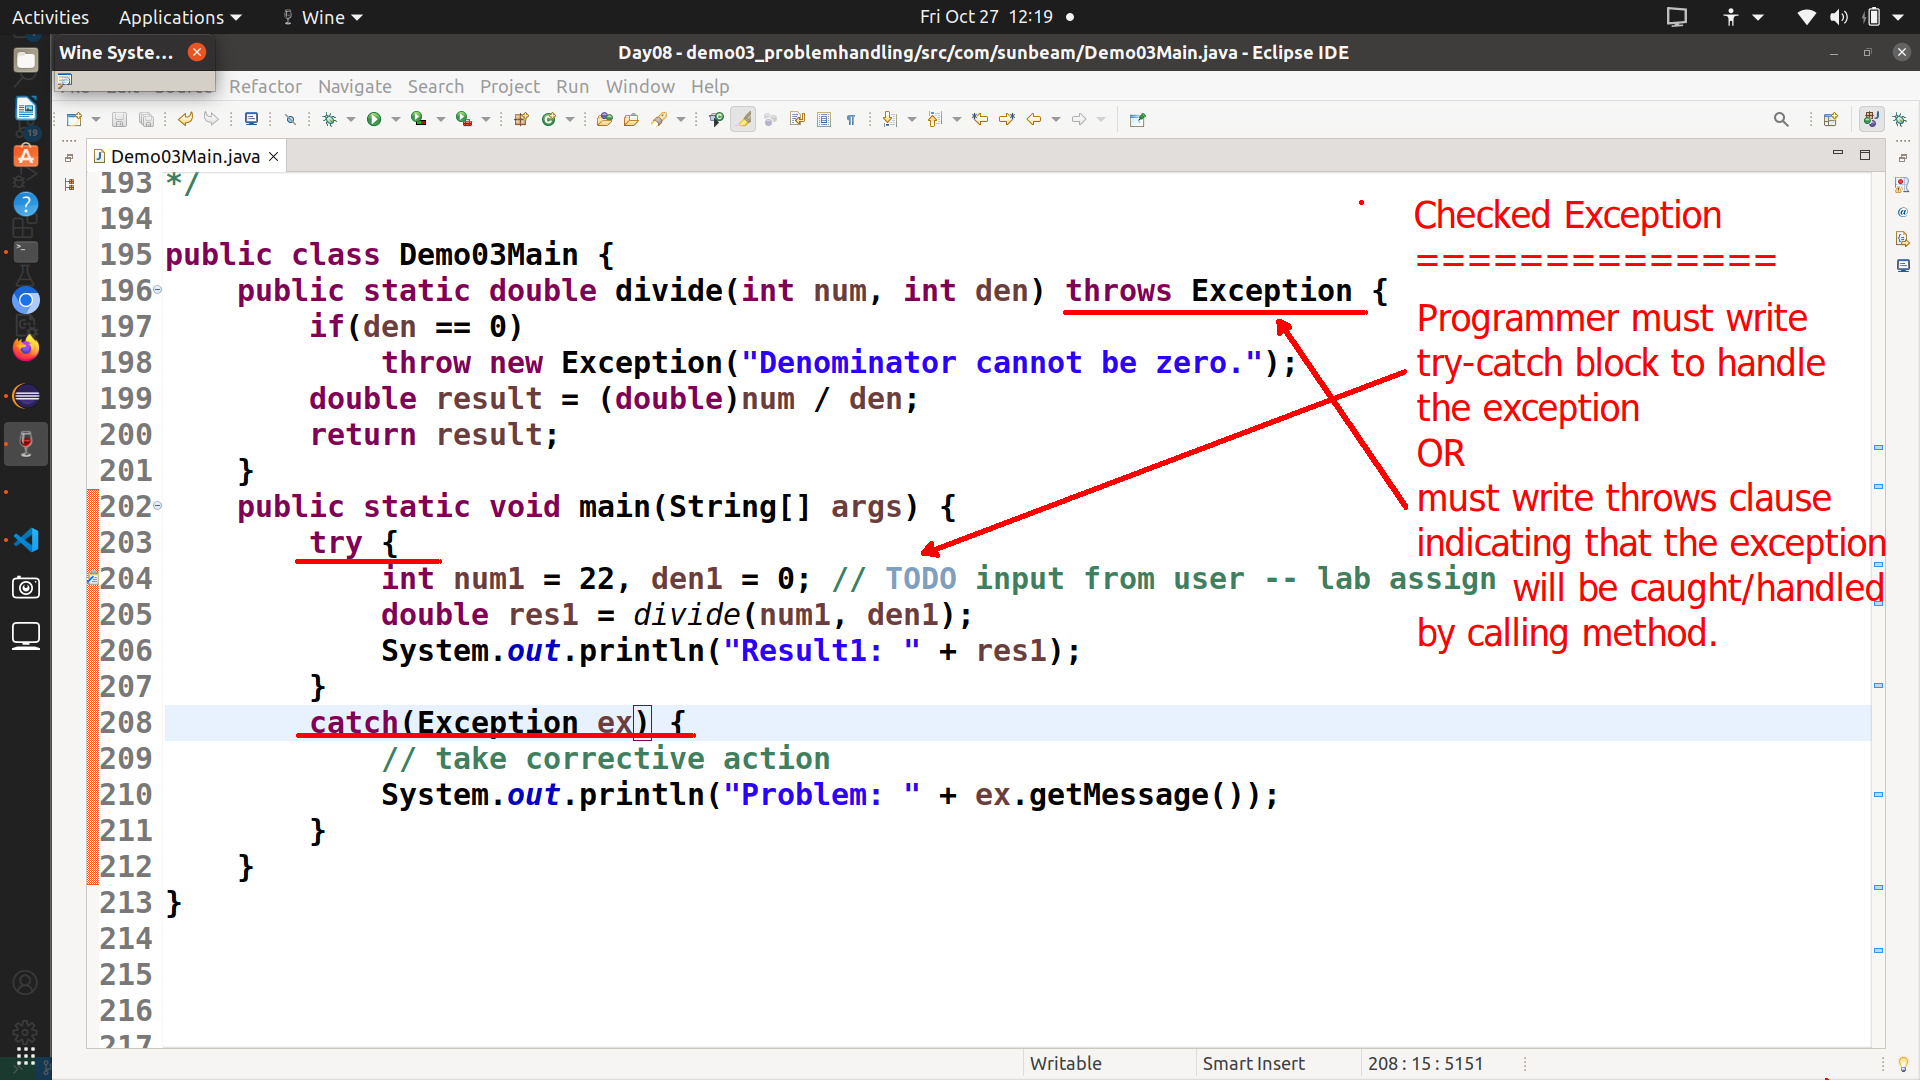 Activities Applications Wine Fri Oct 27 12:19
Wine Syste...
Day08 - demo03_problemhandling/src/com/sunbeam/Demo03Main.java - Eclipse IDE
Refactor Navigate Search Run Project Run Window Help
Demo03Main.java
193 */
194
195 public class Demo03Main {
196 public static double divide(int num, int den) throws Exception {
197 if(den == 0)
198 throw new Exception("Denominator cannot be zero.");
199 double result = (double)num / den;
200 return result;
201 }
202 public static void main(String[] args) {
203 try {
204 int num1 = 22, den1 = 0; // TODO input from user -- lab assign
205 double res1 = divide(num1, den1);
206 System.out.println("Result1: " + res1);
207 }
208 catch(Exception ex) {
209 // take corrective action
210 System.out.println("Problem: " + ex.getMessage());
211 }
212 }
213 }
214
215
216
217
Checked Exception
==============
Programmer must write
try-catch block to handle
the exception
OR
must write throws clause
indicating that the exception
will be caught/handled
by calling method.
Writable Smart Insert 208 : 15 : 5151